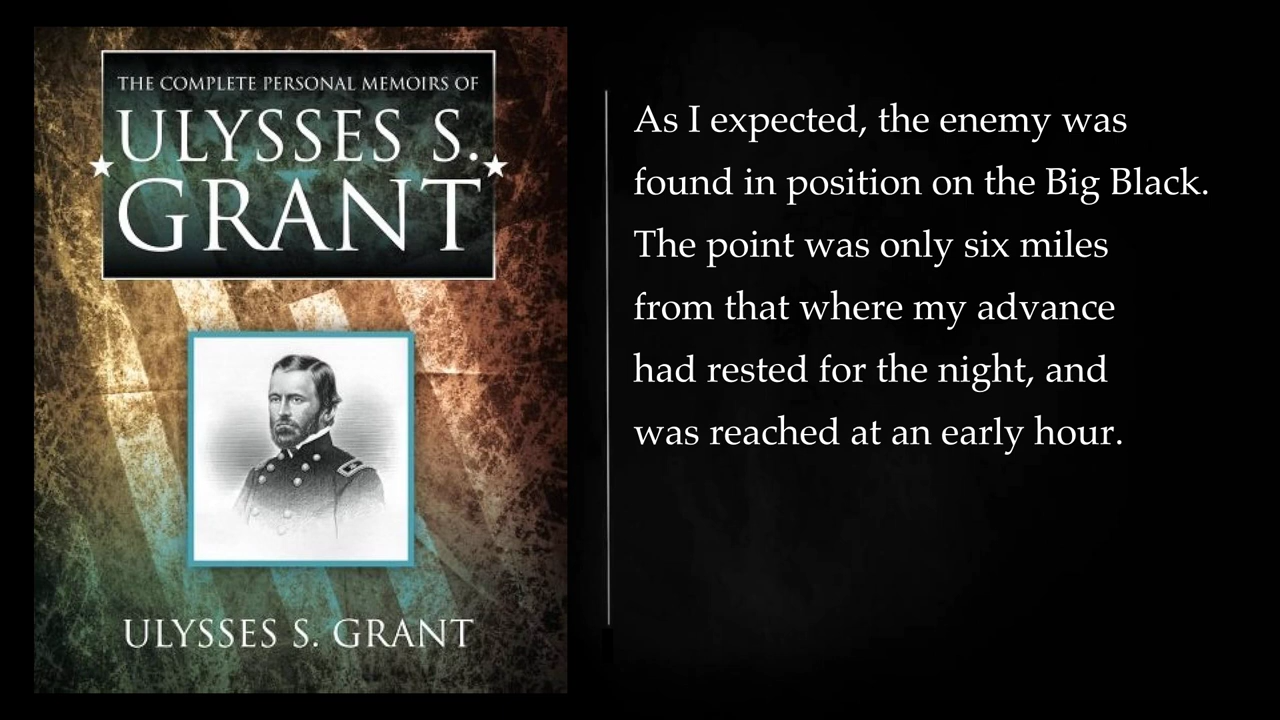 THE COMPLETE PERSONAL MEMOIRS OF
ULYSSES S.
GRANT
ULYSSES S. GRANT
As I expected, the enemy was
found in position on the Big Black.
The point was only six miles
from that where my advance
had rested for the night, and
was reached at an early hour.